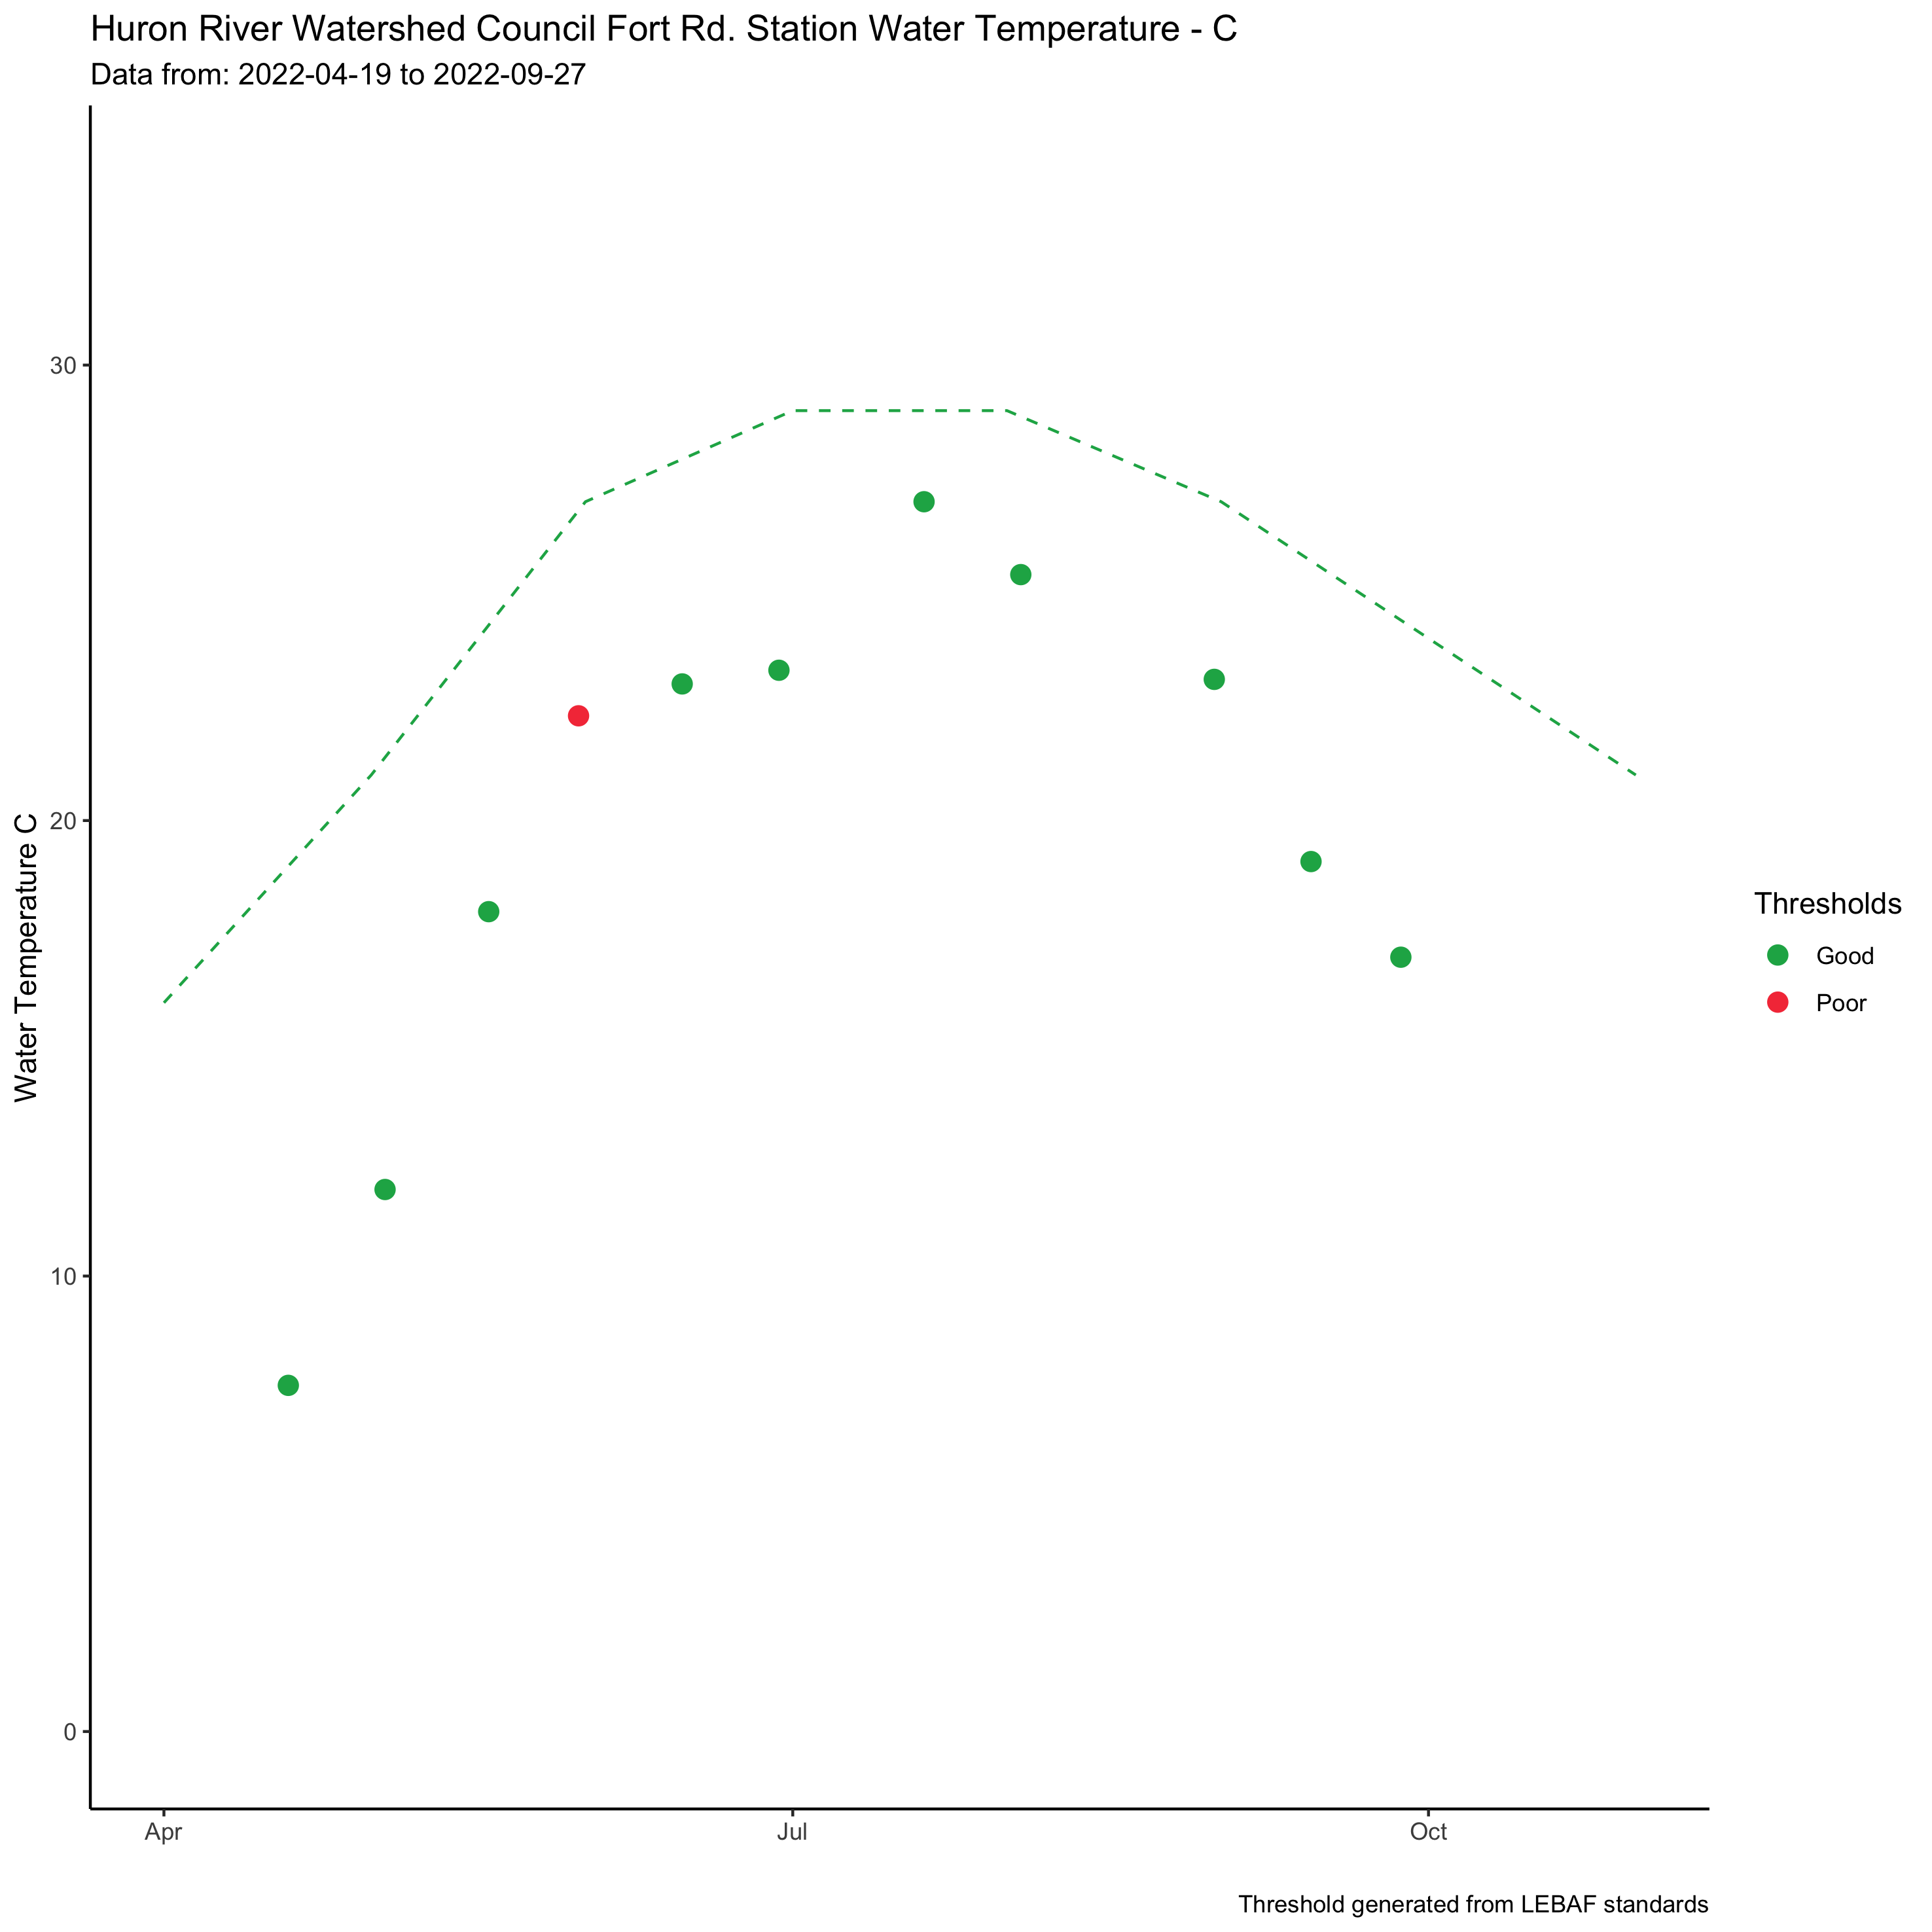 Huron River Watershed Council Fort Rd. Station Water Temperature - C
Data from: 2022-04-19 to 2022-09-27
Water Temperature C
30
20
10
0
Apr
Jul
Oct
Thresholds
Good
Poor
Threshold generated from LEBAF standards